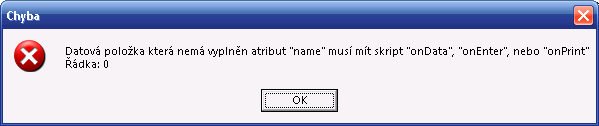 Chyba
Datová položka která nemá vyplněn atribut "name" musí mít skript "onData", "onEnter", nebo "onPrint"
Řádka: 0
OK